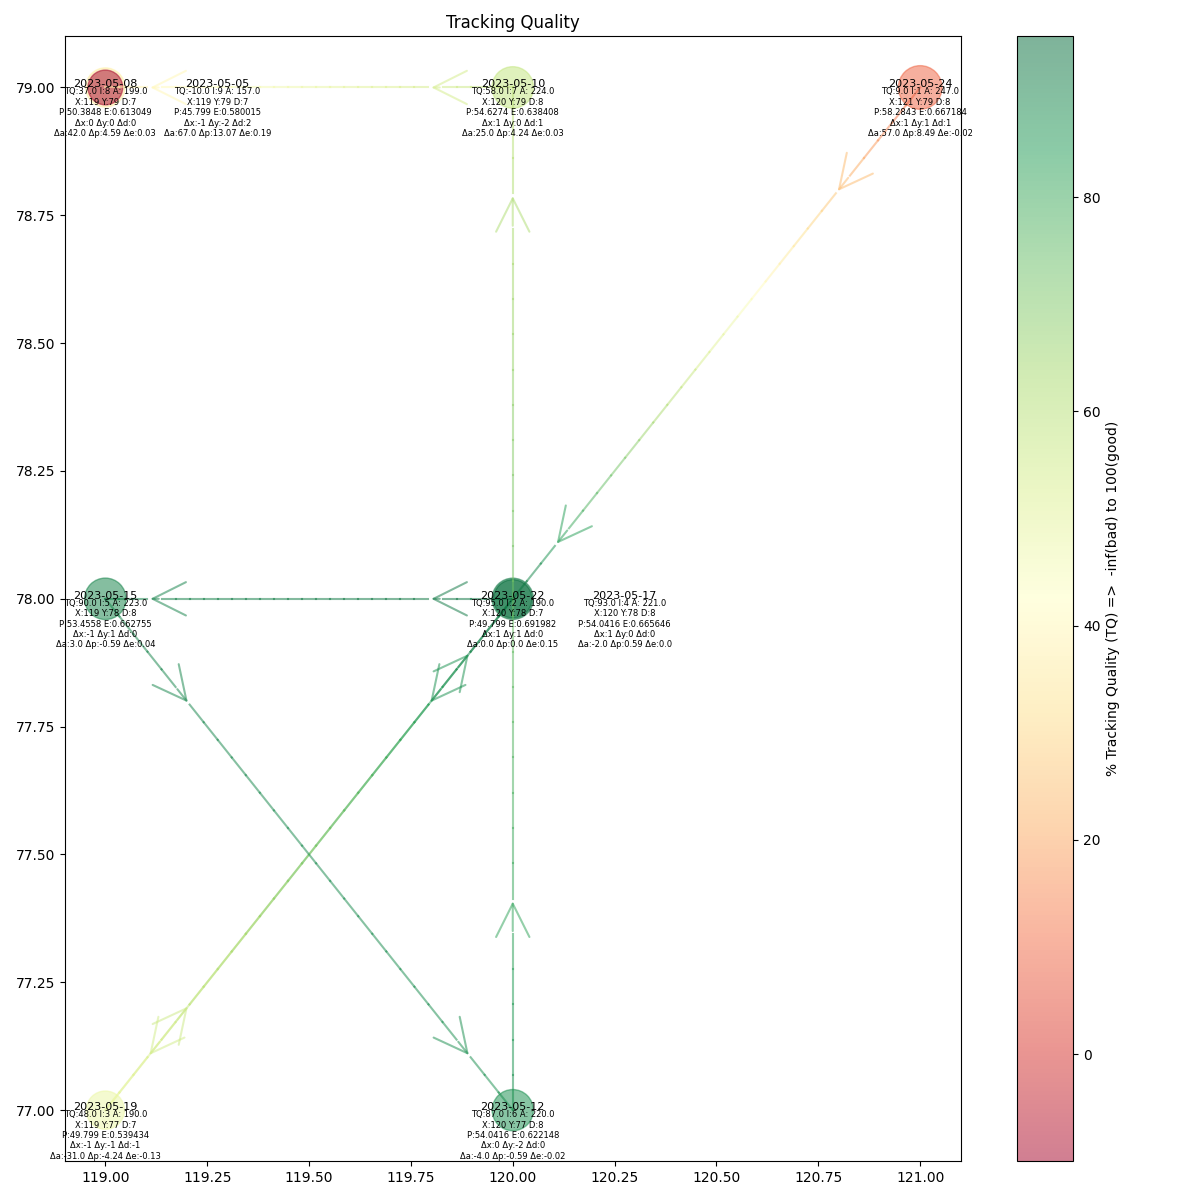 Tracking Quality
79.00
78.75
78.50
78.25
78.00
77.75
77.50
77.25
77.00
2023-05-08
TQ:37.0 I:8 A: 199.0
X:119 Y:79 D:7
P:50.3848 E:0.613049
Δx:0 Δy:0 Δd:0
Δa:42.0 Δp:4.59 Δe:0.03
2023-05-05
TQ:-10.0 I:9 A: 157.0
X:119 Y:79 D:7
P:45.799 E:0.580015
Δx:-1 Δy:-2 Δd:2
Δa:67.0 Δp:13.07 Δe:0.19
2023-05-10
TQ:58.0 I:7 A: 224.0
X:120 Y:79 D:8
P:54.6274 E:0.638408
Δx:1 Δy:0 Δd:1
Δa:25.0 Δp:4.24 Δe:0.03
2023-05-24
TQ:9.0 I:1 A: 247.0
X:121 Y:79 D:8
P:58.2843 E:0.667184
Δx:1 Δy:1 Δd:1
Δa:57.0 Δp:8.49 Δe:-0.02
2023-05-15
TQ:90.0 I:5 A: 223.0
X:119 Y:78 D:8
P:53.4558 E:0.662755
Δx:-1 Δy:1 Δd:0
Δa:3.0 Δp:-0.59 Δe:0.04
2023-05-22
I:2 A: 190.0
X:120 Y:78 D:7
P:49.799 E:0.691982
Δx:1 Δy:1 Δd:0
Δa:0.0 Δp:0.0 Δe:0.15
2023-05-17
TQ:93.0 I:4 A: 221.0
X:120 Y:78 D:8
P:54.0416 E:0.665646
Δx:1 Δy:0 Δd:0
Δa:-2.0 Δp:0.59 Δe:0.0
2023-05-19
TQ:48.0 I:3 A: 190.0
X:119 Y:77 D:7
P:49.799 E:0.539434
Δx:-1 Δy:-1 Δd:-1
Δa:-31.0 Δp:-4.24 Δe:-0.13
2023-05-12
TQ:87.0 I:6 A: 220.0
X:120 Y:77 D:8
P:54.0416 E:0.622148
Δx:0 Δy:-2 Δd:0
Δa:-4.0 Δp:-0.59 Δe:-0.02
119.00 119.25 119.50 119.75 120.00 120.25 120.50 120.75 121.00
80
60
40
20
0
% Tracking Quality (TQ) => -inf(bad) to 100(good)